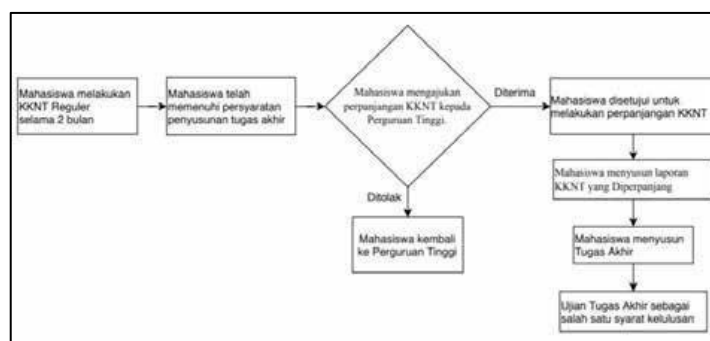 Mahasiswa melakukan
KKNT Reguler
selama 2 bulan
Mahasiswa telah
memenuhi persyaratan
penyusunan tugas akhir
Mahasiswa mengajukan
perpanjangan KKNT kepada
Perguruan Tinggi.
Diterima
Mahasiswa disetujui untuk
melakukan perpanjangan KKNT
Ditolak
Mahasiswa kembali
ke Perguruan Tinggi
Mahasiswa menyusun laporan
KKNT yang Diperpanjang
Mahasiswa menyusun
Tugas Akhir
Ujian Tugas Akhir sebagai
salah satu syarat kelulusan